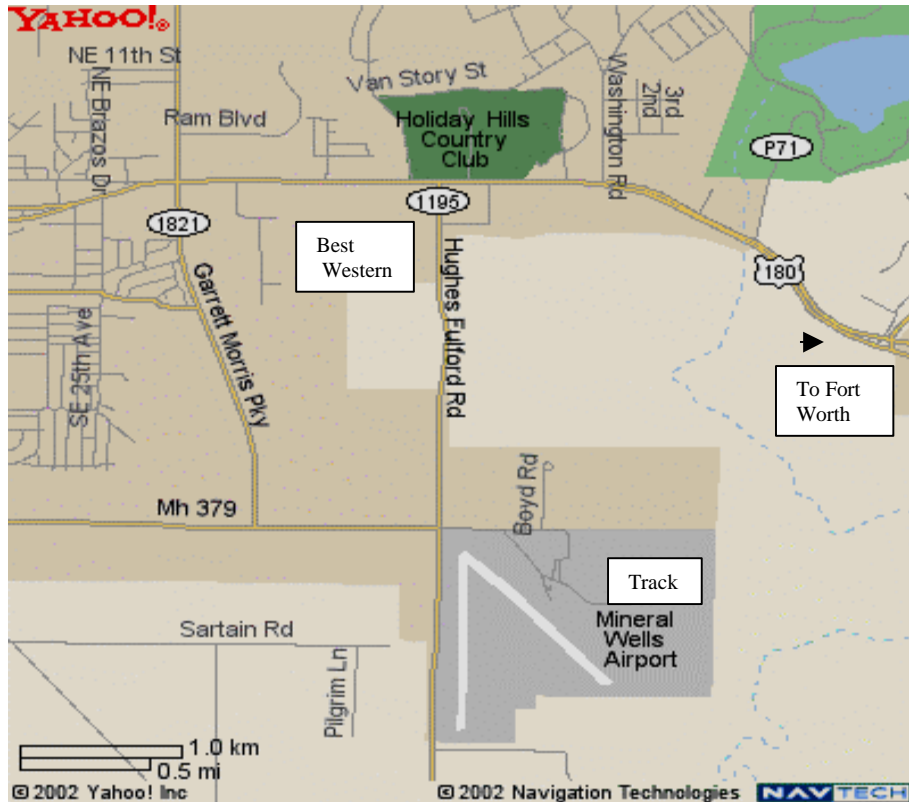 YAHOO!®
NE 11th St
NE Brazos Dr
Ram Blvd
Van Story St
Holiday Hills
Country
Club
Washington Rd
3rd
2nd
P71
1821
1195
180
Best
Western
Garrett Morris Pky
Hughes Fulford Rd
SE 25th Ave
To Fort
Worth
Mh 379
Boyd Rd
Track
Mineral
Wells
Airport
Sartain Rd
Pilgrim Ln
1.0 km
0.5 mi
© 2002 Yahoo! Inc
© 2002 Navigation Technologies
NAVTECH